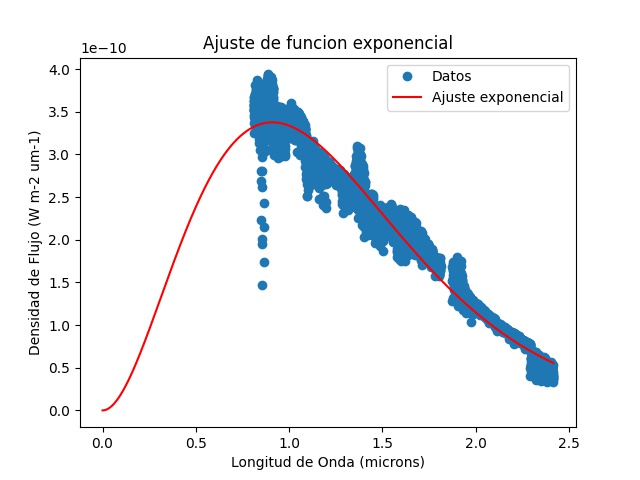 Ajuste de funcion exponencial
1e−10
Datos
Ajuste exponencial
Densidad de Flujo (W m-2 um-1)
4.0
3.5
3.0
2.5
2.0
1.5
1.0
0.5
0.0
0.0 0.5 1.0 1.5 2.0 2.5
Longitud de Onda (microns)